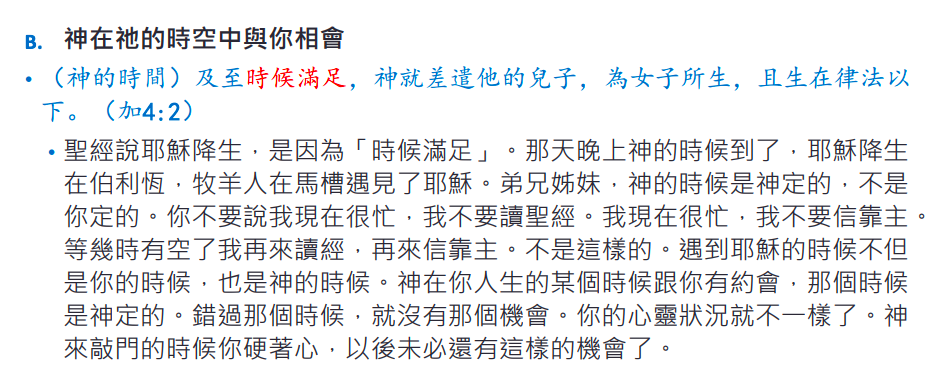 B. 神在祂的時空中與你相會
• （神的時間）及至時候滿足，神就差遣他的兒子，為女子所生，且生在律法以
下。（加4:2）
• 聖經說耶穌降生，是因為「時候滿足」。那天晚上神的時候到了，耶穌降生
在伯利恆，牧羊人在馬槽遇見了耶穌。弟兄姊妹，神的時候是神定的，不是
你定的。你不要說我現在很忙，我不要讀聖經。我現在很忙，我不要信靠主。
等幾時有空了我再來讀經，再來信靠主。不是這樣的。遇到耶穌的時候不但
是你的時候，也是神的時候。神在你人生的某個時候跟你有約會，那個時候
是神定的。錯過那個時候，就沒有那個機會。你的心靈狀況就不一樣了。神
來敲門的時候你硬著心，以後未必還有這樣的機會了。